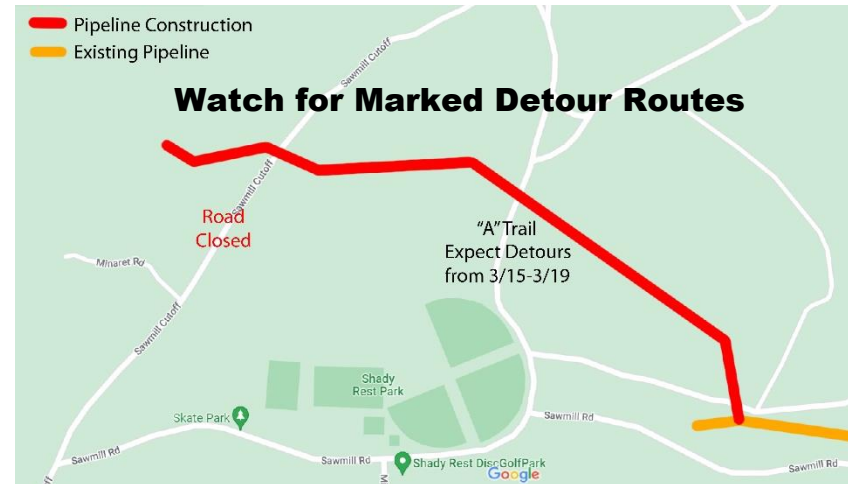 Pipeline Construction
Existing Pipeline
Sawmill Cutoff
Watch for Marked Detour Routes
Sawmill Cutoff
Road
Closed
"A" Trail
Expect Detours
from 3/15-3/19
Minaret Rd
Sawmill Cutoff
Shady
Rest Park
Skate Park
Sawmill Rd
Sawmill Rd
Sawmill Rd
Shady Rest DiscGolfPark
Sawmill Rd
Google
M